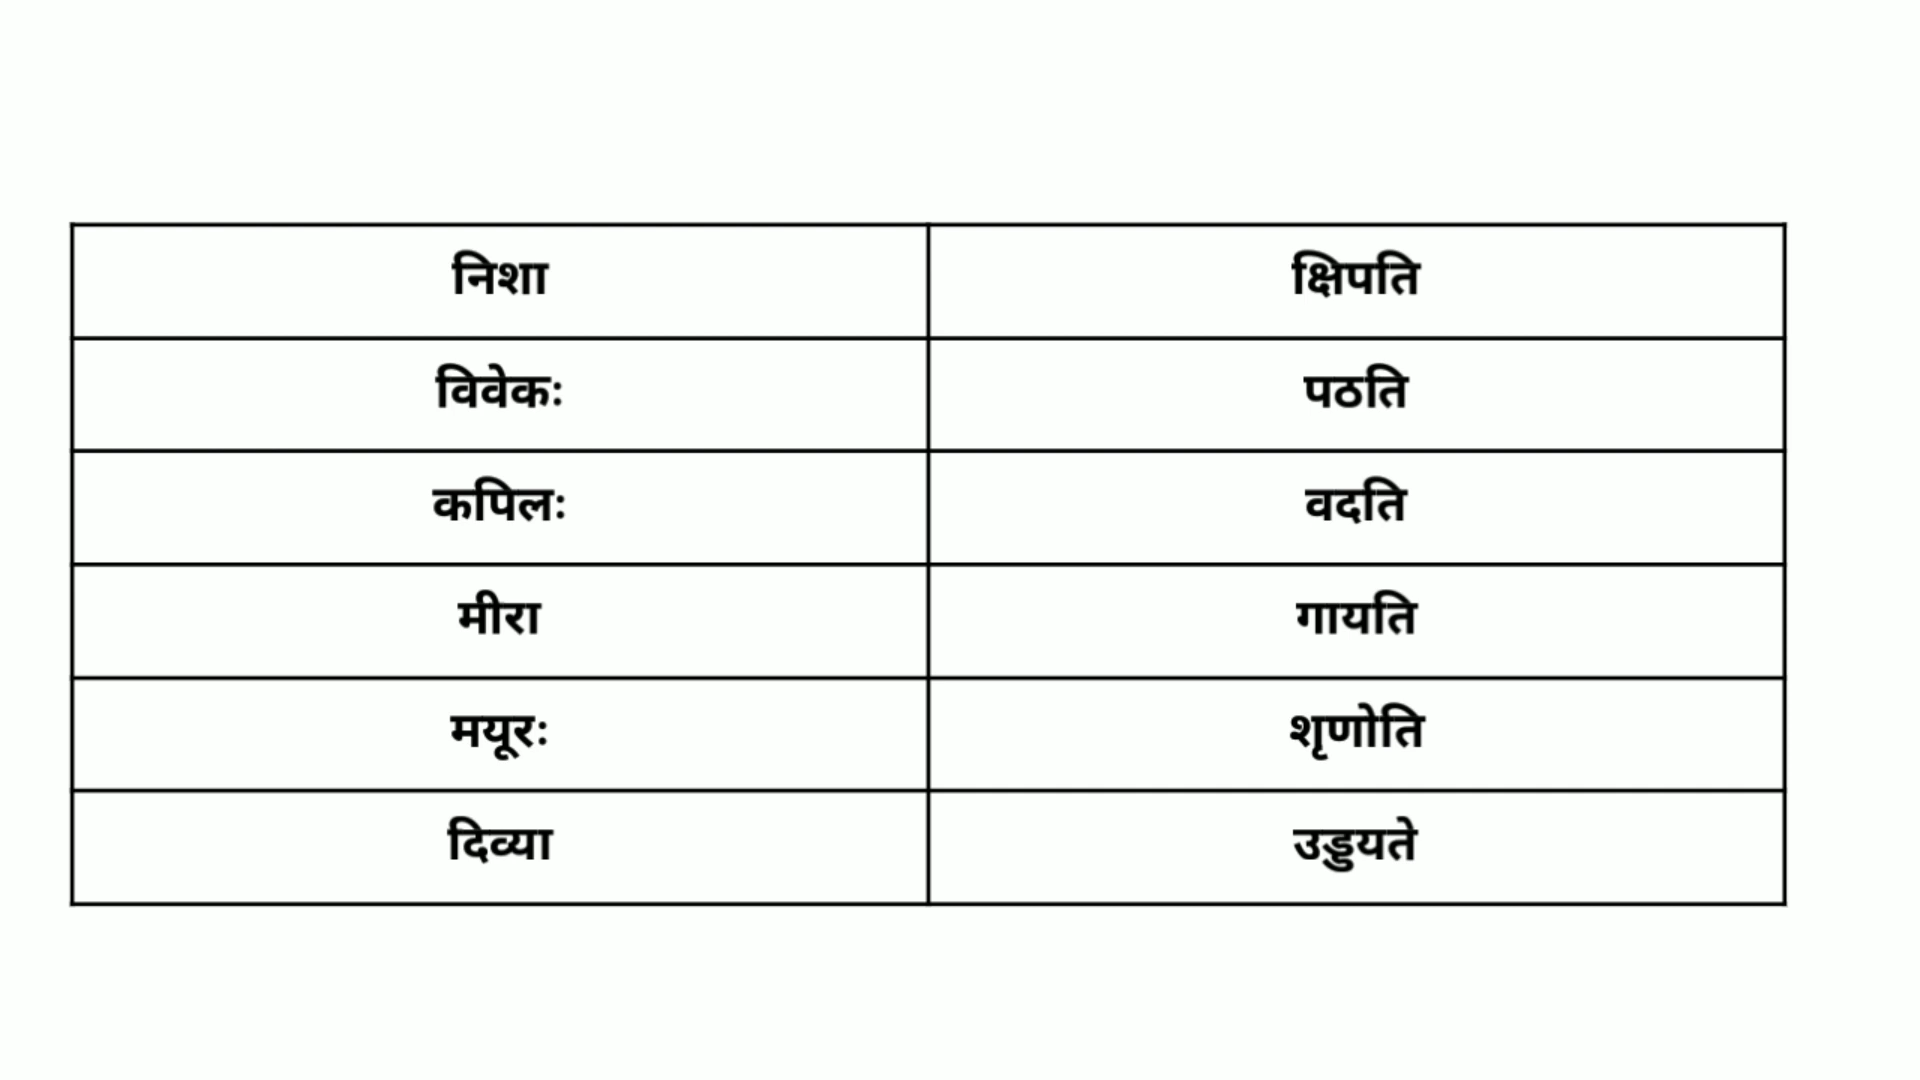 निशा क्षिपति
विवेकः पठति
कपिलः वदति
मीरा गायति
मयूरः शृणोति
दिव्या उड्डयते